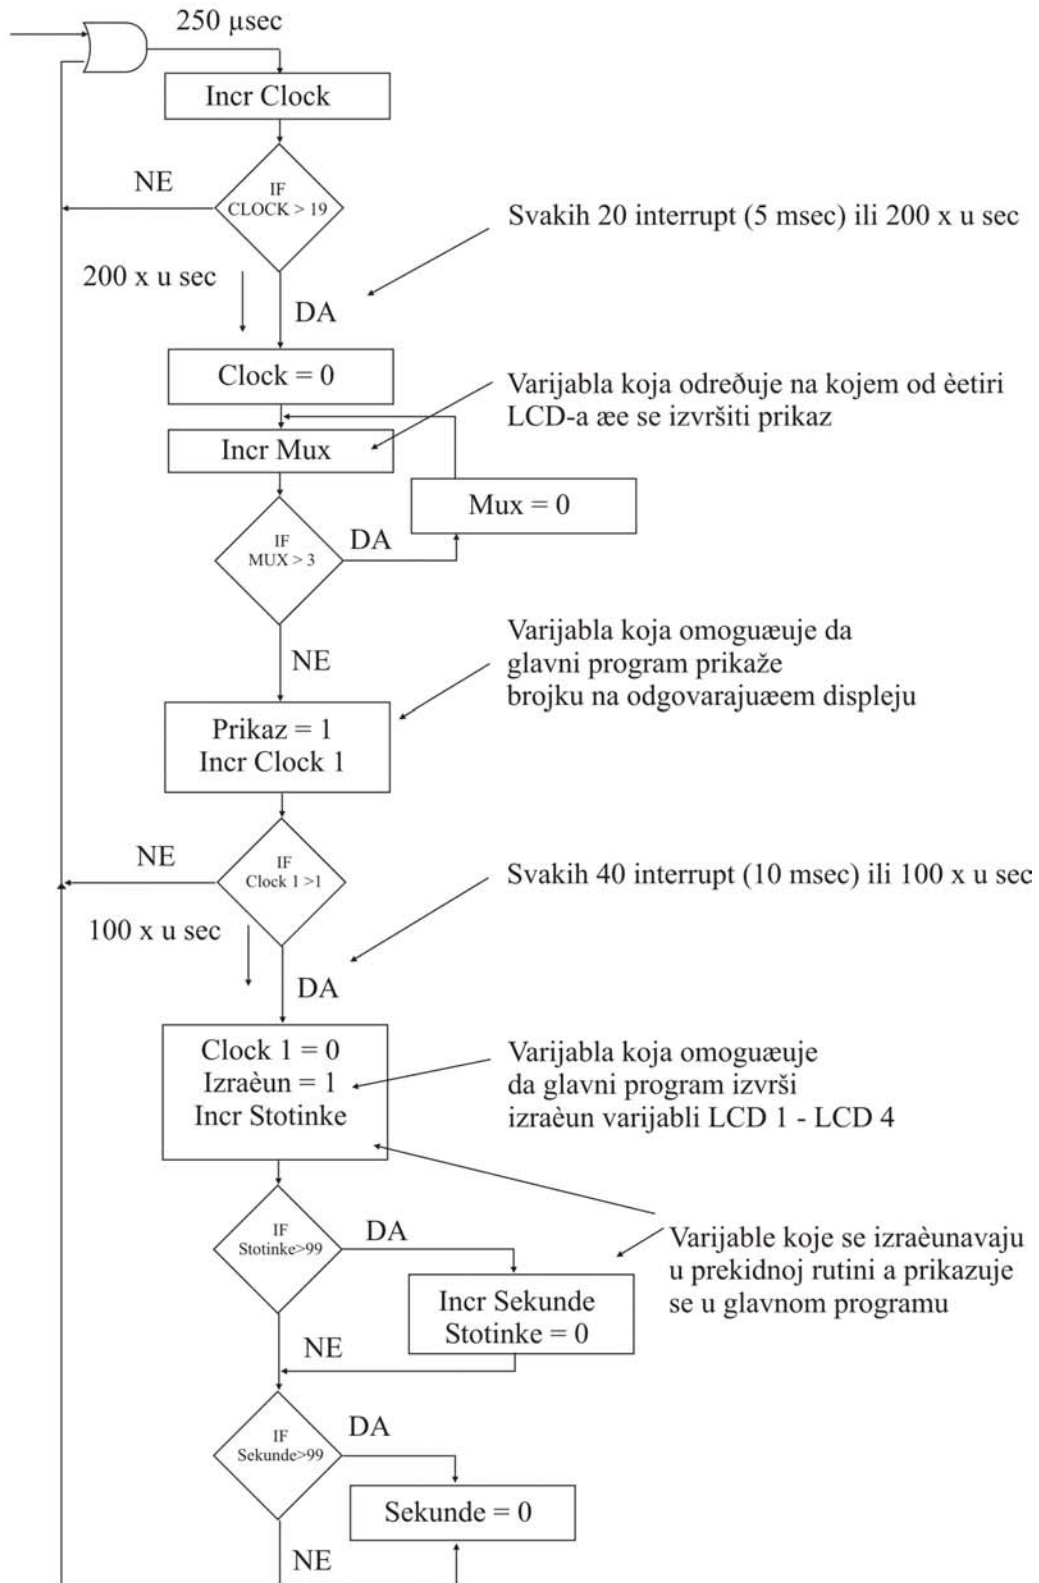 250 µsec
Incr Clock
NE
IF
CLOCK > 19
Svakih 20 interrupt (5 msec) ili 200 x u sec
200 x u sec
DA
Clock = 0
Varijabla koja odreðuje na kojem od èetiri
LCD-a æe se izvršiti prikaz
Incr Mux
Mux = 0
IF
MUX > 3
DA
NE
Varijabla koja omoguæuje da
glavni program prikaže
brojku na odgovarajuæem displeju
Prikaz = 1
Incr Clock 1
NE
IF
Clock 1 >1
Svakih 40 interrupt (10 msec) ili 100 x u sec
100 x u sec
DA
Clock 1 = 0
Izraèun = 1
Incr Stotinke
Varijabla koja omoguæuje
da glavni program izvrši
izraèun varijabli LCD 1 - LCD 4
IF
Stotinke>99
DA
Varijable koje se izraèunavaju
u prekidnoj rutini a prikazuje
se u glavnom programu
Incr Sekunde
Stotinke = 0
NE
IF
Sekunde>99
DA
Sekunde = 0
NE